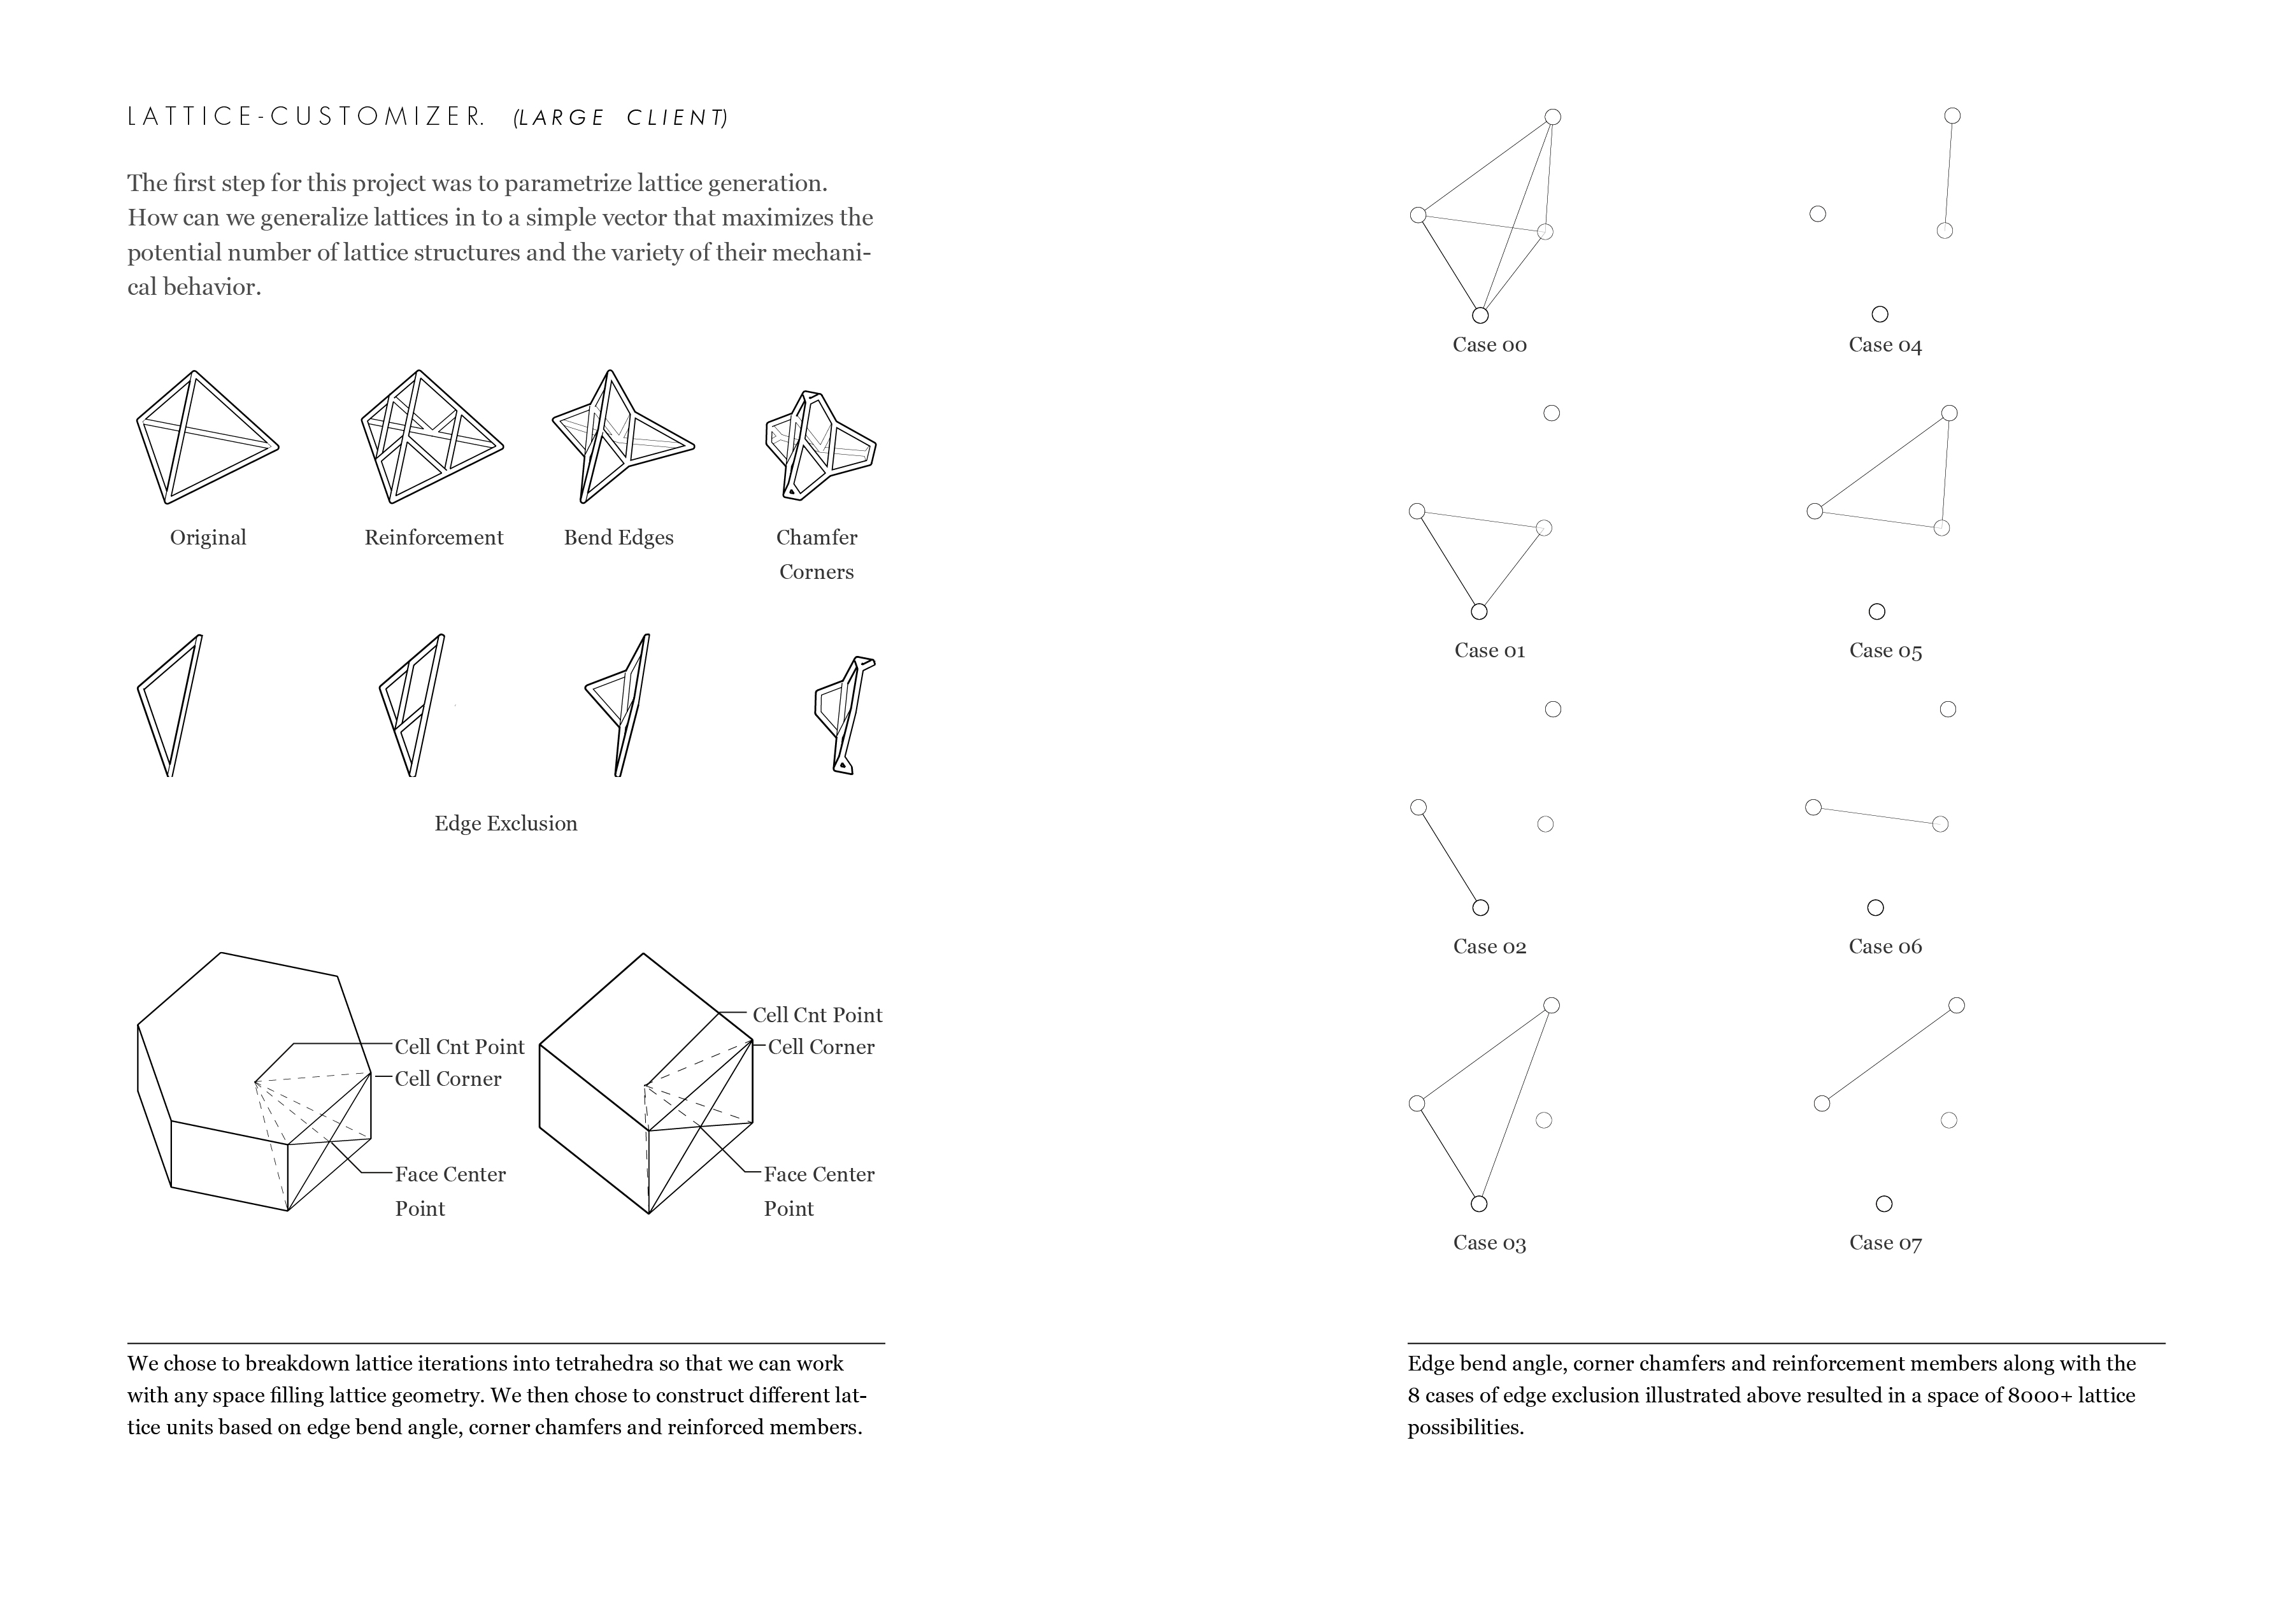 LATTICE-CUSTOMIZER. (LARGE CLIENT)
The first step for this project was to parametrize lattice generation.
How can we generalize lattices in to a simple vector that maximizes the
potential number of lattice structures and the variety of their mechani-
cal behavior.
Original
Reinforcement
Bend Edges
Chamfer
Corners
Edge Exclusion
Cell Cnt Point
Cell Corner
Face Center
Point
Cell Cnt Point
Cell Corner
Face Center
Point
We chose to breakdown lattice iterations into tetrahedra so that we can work
with any space filling lattice geometry. We then chose to construct different lat-
tice units based on edge bend angle, corner chamfers and reinforced members.
Case 00
Case 04
Case 01
Case 05
Case 02
Case 06
Case 03
Case 07
Edge bend angle, corner chamfers and reinforcement members along with the
8 cases of edge exclusion illustrated above resulted in a space of 8000+ lattice
possibilities.